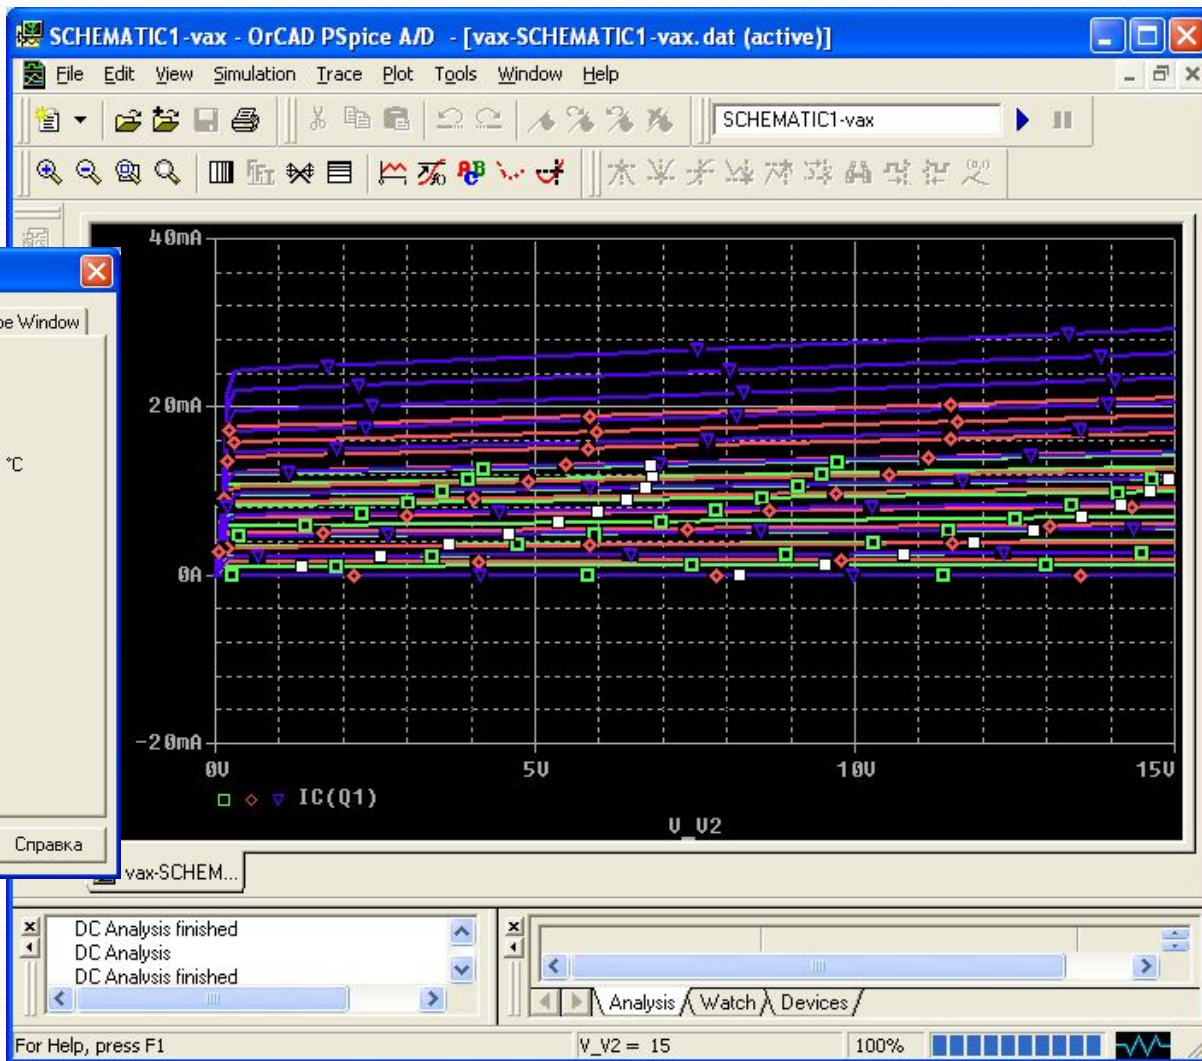 SCHEMATIC1-vax - OrCAD PSpice A/D - [vax-SCHEMATIC1-vax.dat (active)]
File Edit View Simulation Trace Plot Tools Window Help
SCHEMATIC1-vax
40mA
Window
20mA
°C
0A
-20mA
0V 5V 10V 15V
IC(Q1)
V_V2
Справка
vax-SCHEM...
DC Analysis finished
DC Analysis
DC Analysis finished
Analysis Watch Devices
For Help, press F1 V_V2 = 15 100%